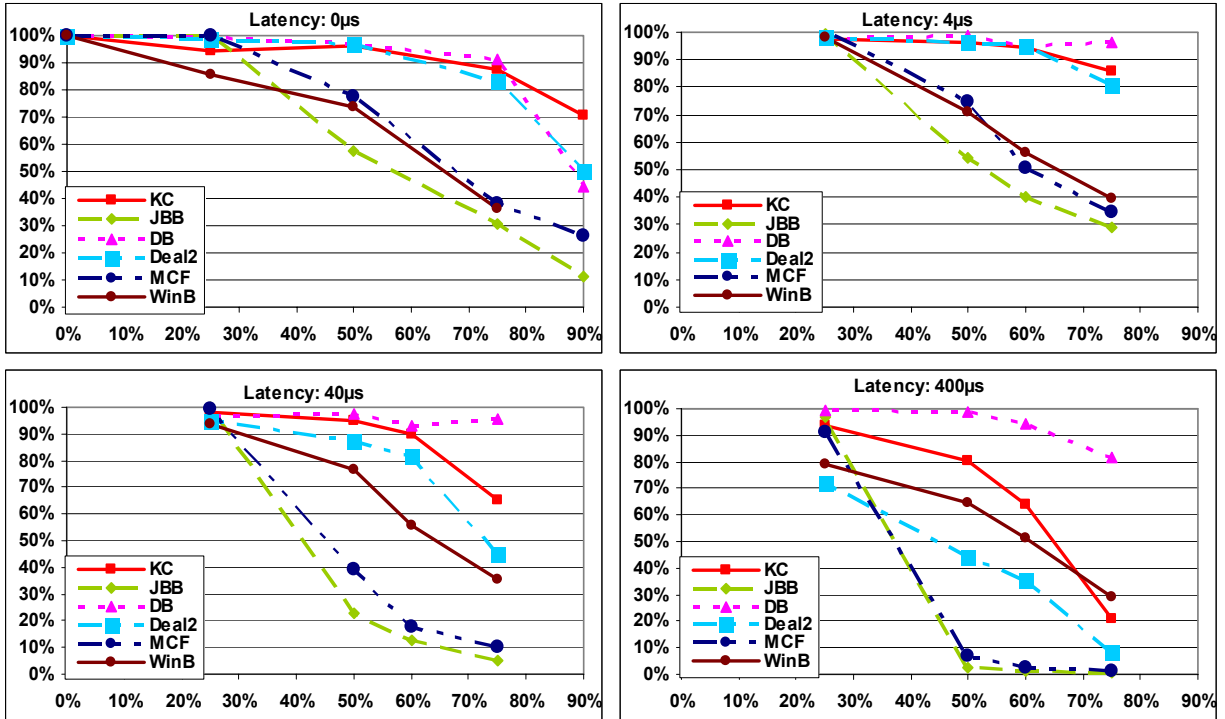 Latency: 0µs
100%
90%
80%
70%
60%
50%
40%
30%
20%
10%
0%
KC
JBB
DB
Deal2
MCF
WinB
0% 10% 20% 30% 40% 50% 60% 70% 80% 90%
Latency: 4µs
100%
90%
80%
70%
60%
50%
40%
30%
20%
10%
0%
KC
JBB
DB
Deal2
MCF
WinB
0% 10% 20% 30% 40% 50% 60% 70% 80% 90%
Latency: 40µs
100%
90%
80%
70%
60%
50%
40%
30%
20%
10%
0%
KC
JBB
DB
Deal2
MCF
WinB
0% 10% 20% 30% 40% 50% 60% 70% 80% 90%
Latency: 400µs
100%
90%
80%
70%
60%
50%
40%
30%
20%
10%
0%
KC
JBB
DB
Deal2
MCF
WinB
0% 10% 20% 30% 40% 50% 60% 70% 80% 90%